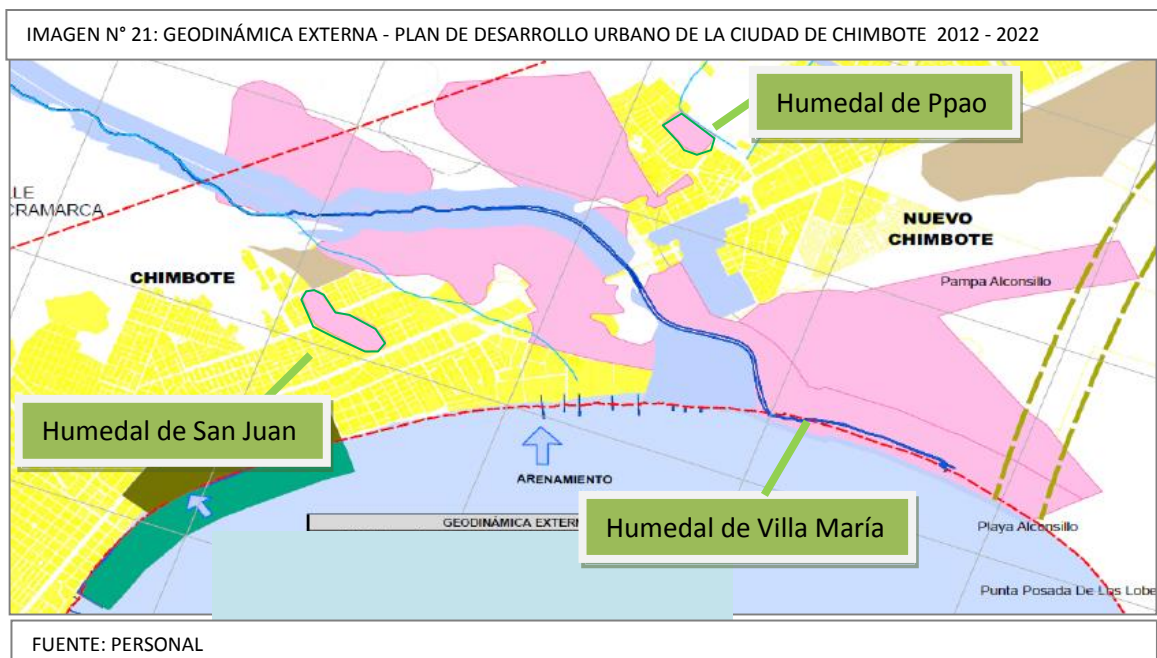 IMAGEN N° 21: GEODINÁMICA EXTERNA - PLAN DE DESARROLLO URBANO DE LA CIUDAD DE CHIMBOTE 2012 - 2022
Humedal de Ppao
LLE
CRAMARCA
NUEVO
CHIMBOTE
CHIMBOTE
Pampa Alconsillo
Humedal de San Juan
ARENAMIENTO
GEODINÁMICA EXTERN
Humedal de Villa María
Playa Alconsillo
Punta Posada De Los Lobe
FUENTE: PERSONAL